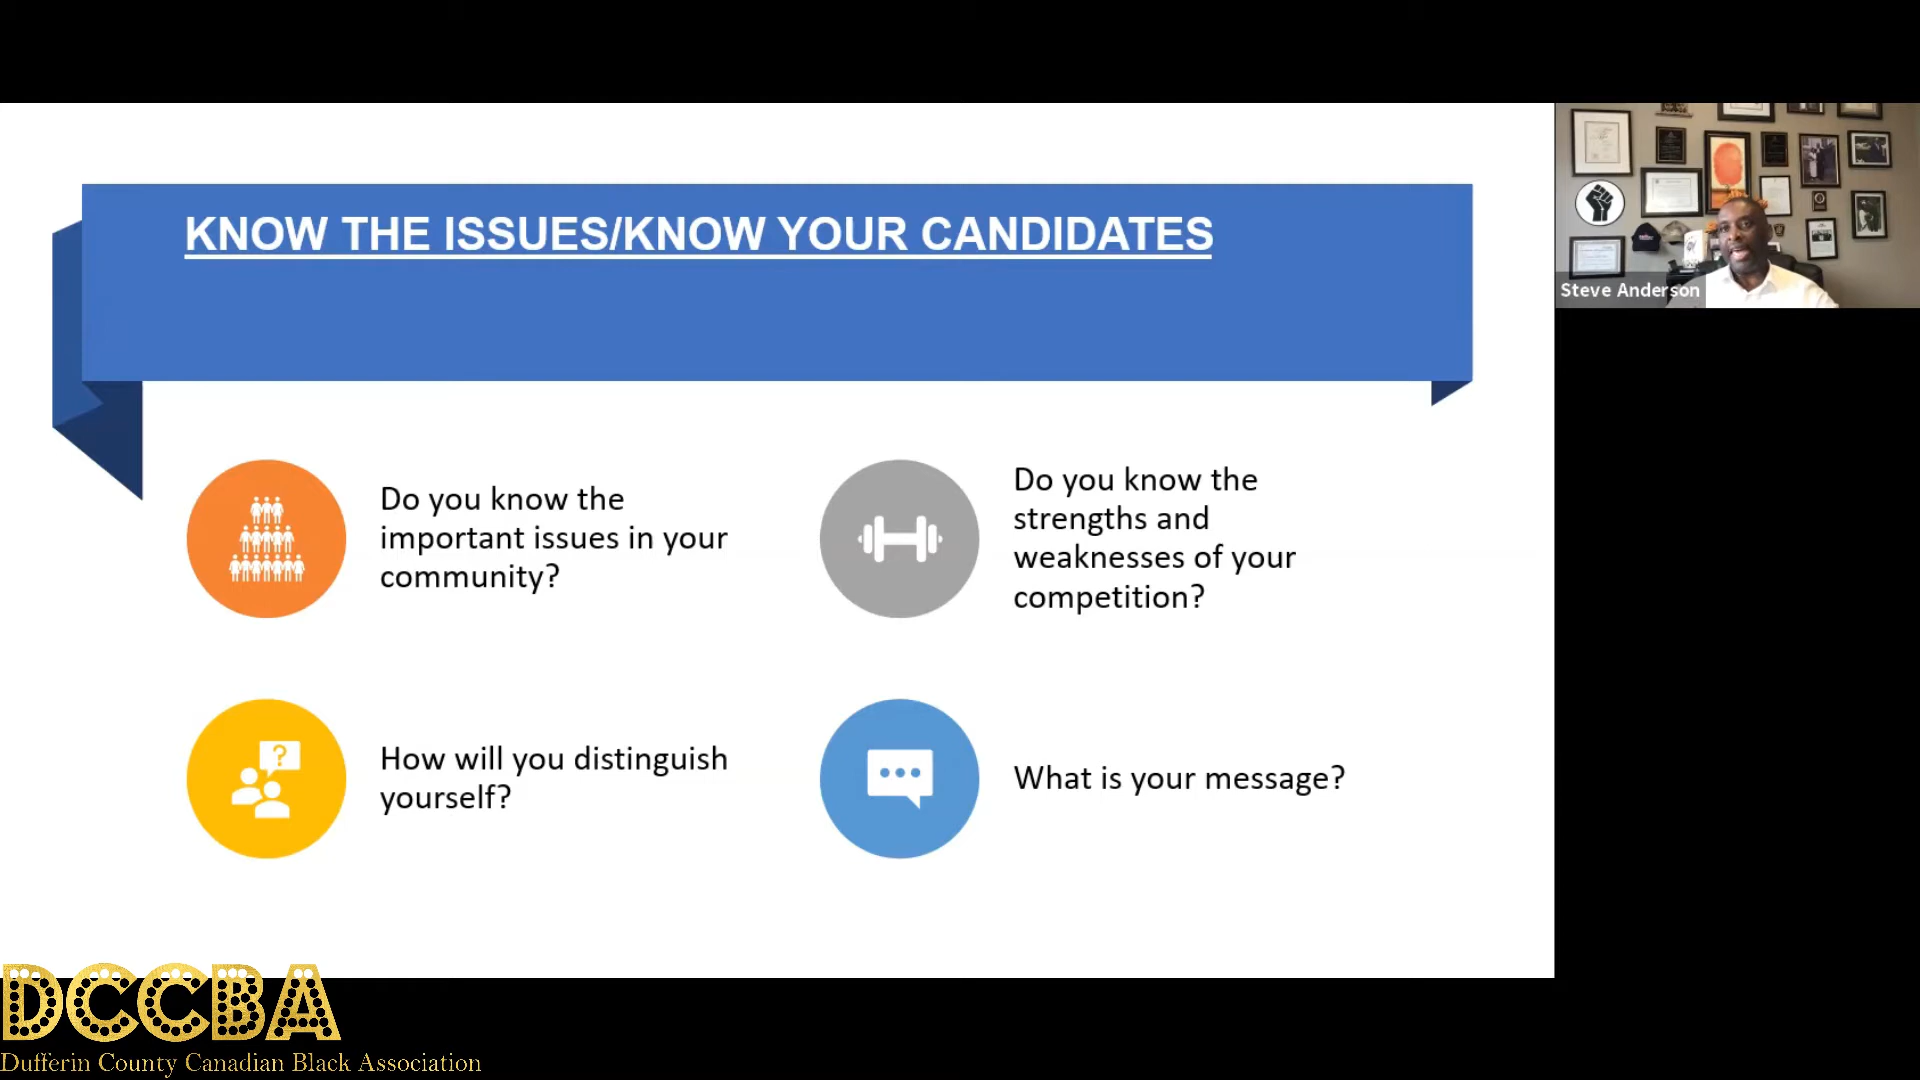 KNOW THE ISSUES/KNOW YOUR CANDIDATES
Do you know the
important issues in your
community?
Do you know the
strengths and
weaknesses of your
competition?
?
How will you distinguish
yourself?
What is your message?
Steve Anderson
DCCBA
Dufferin County Canadian Black Association